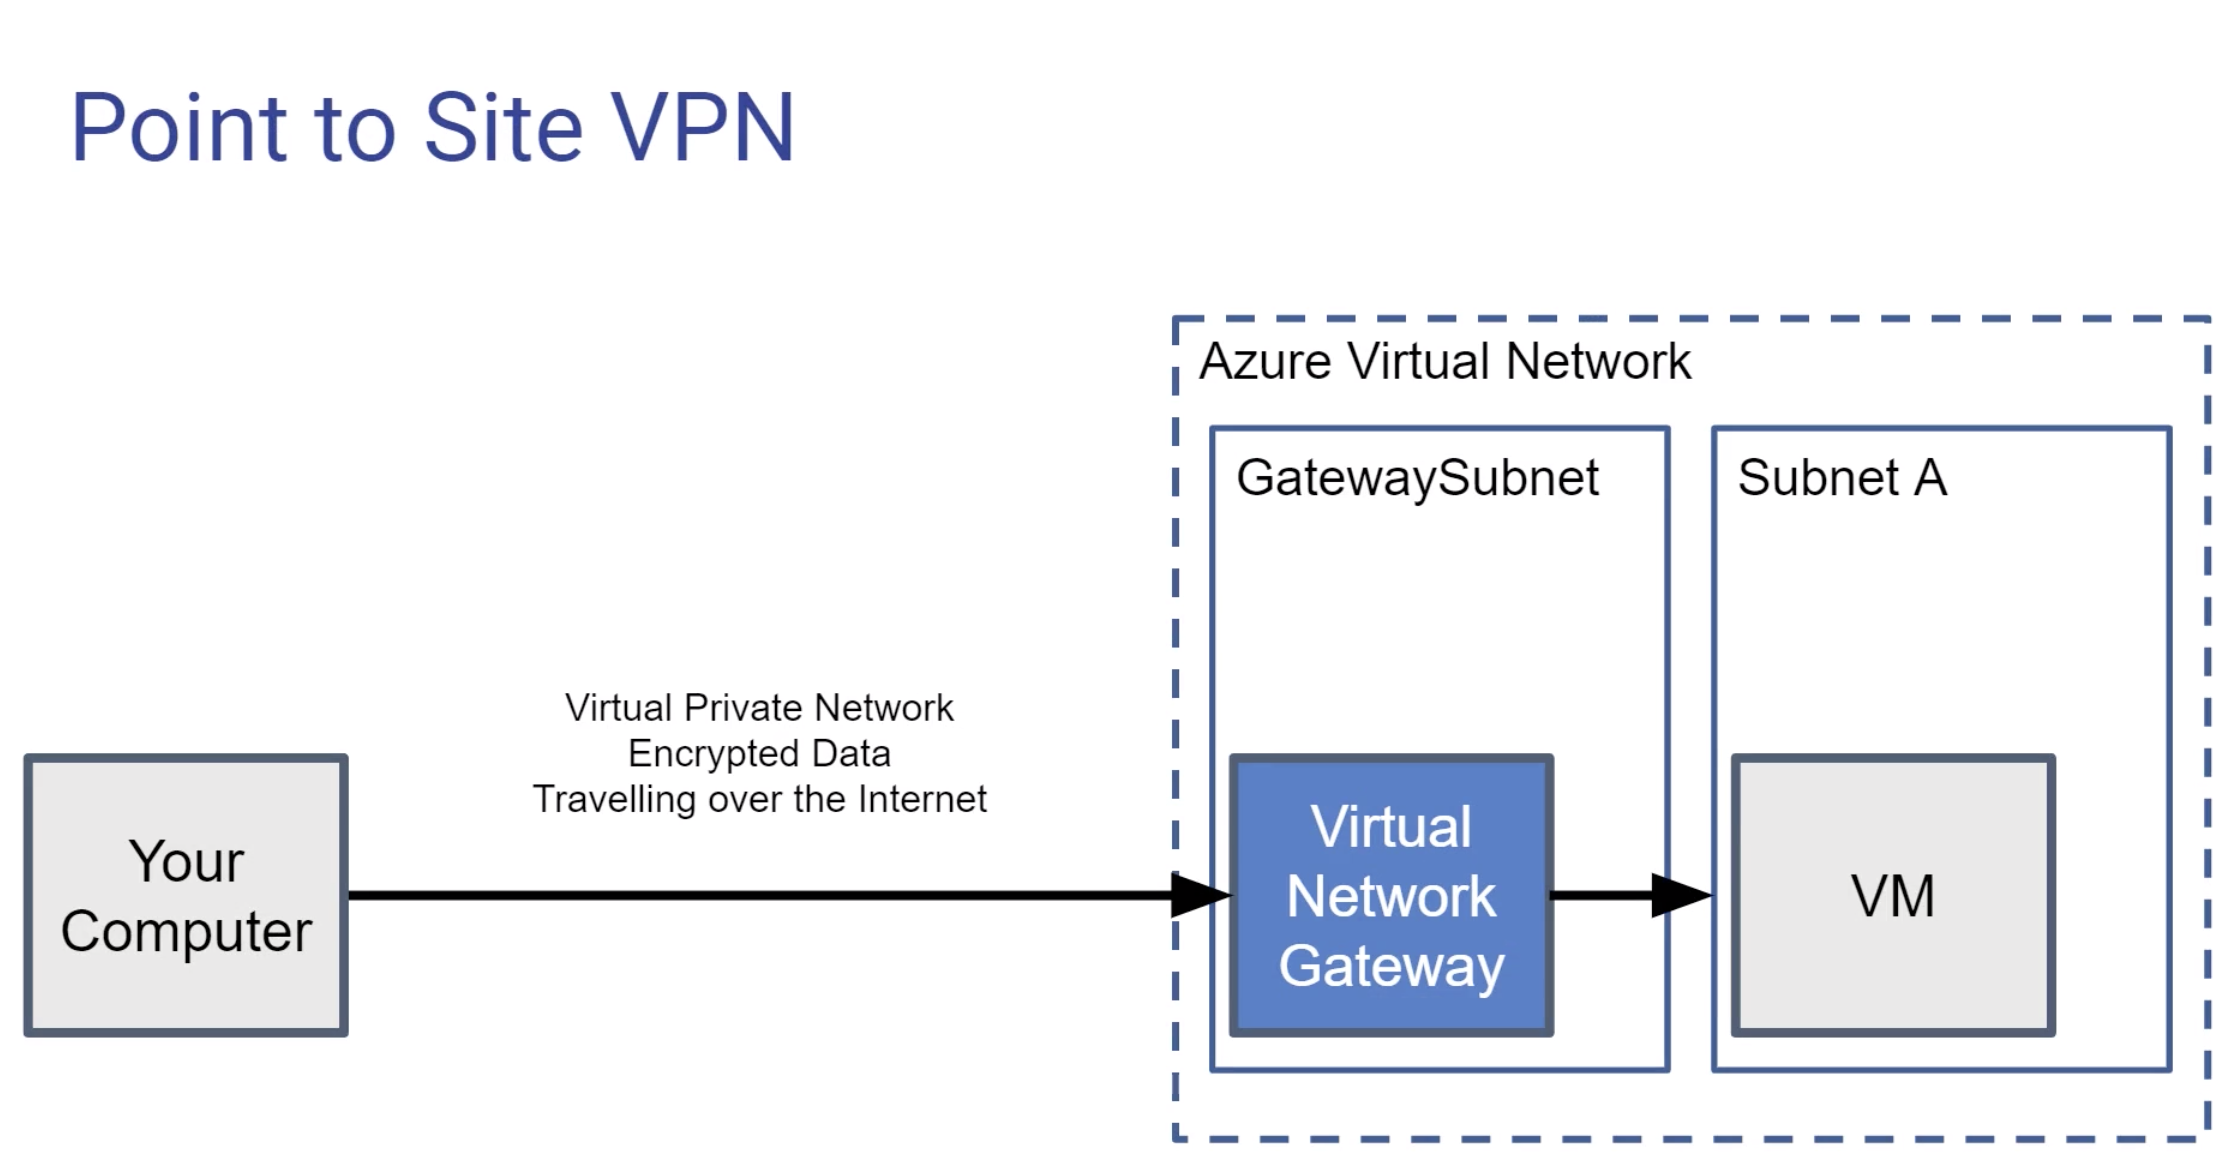 Point to Site VPN
Azure Virtual Network
GatewaySubnet
Subnet A
Virtual Private Network
Encrypted Data
Travelling over the Internet
Your
Computer
Virtual
Network
Gateway
VM